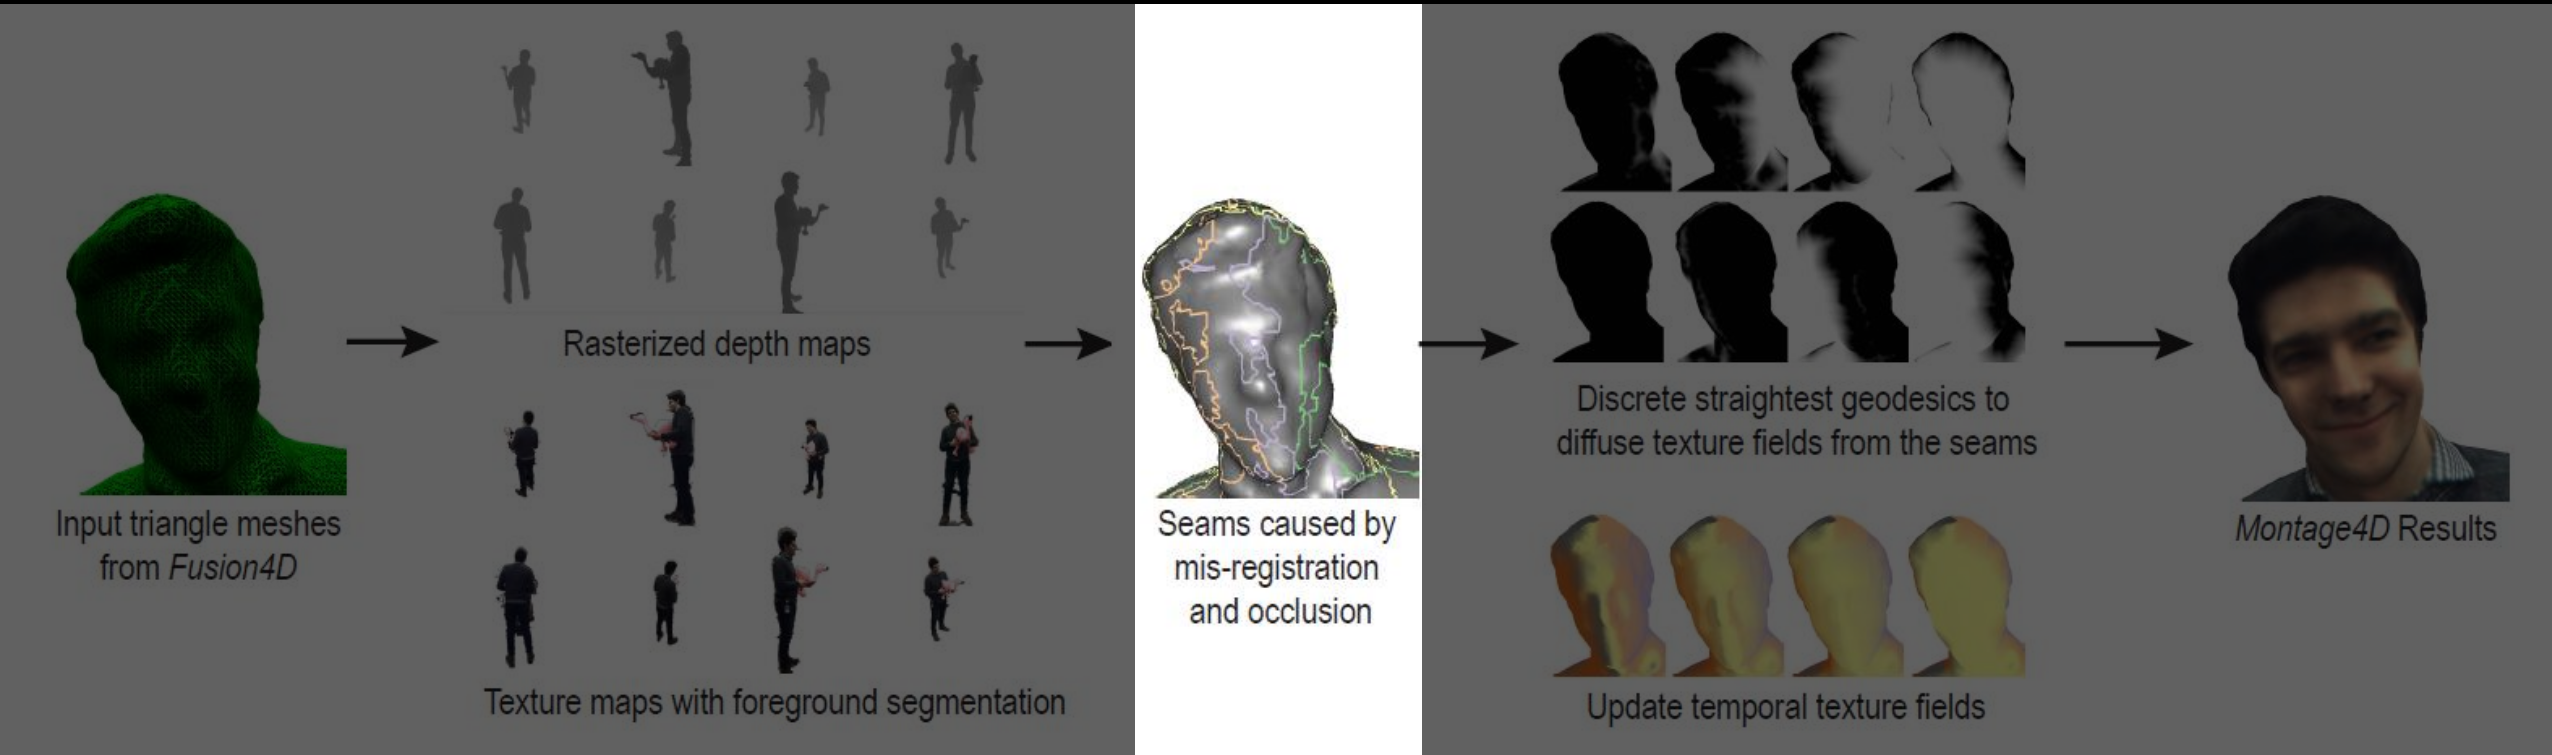 Input triangle meshes
from Fusion4D
Rasterized depth maps
Texture maps with foreground segmentation
Seams caused by
mis-registration
and occlusion
Discrete straightest geodesics to
diffuse texture fields from the seams
Update temporal texture fields
Montage4D Results